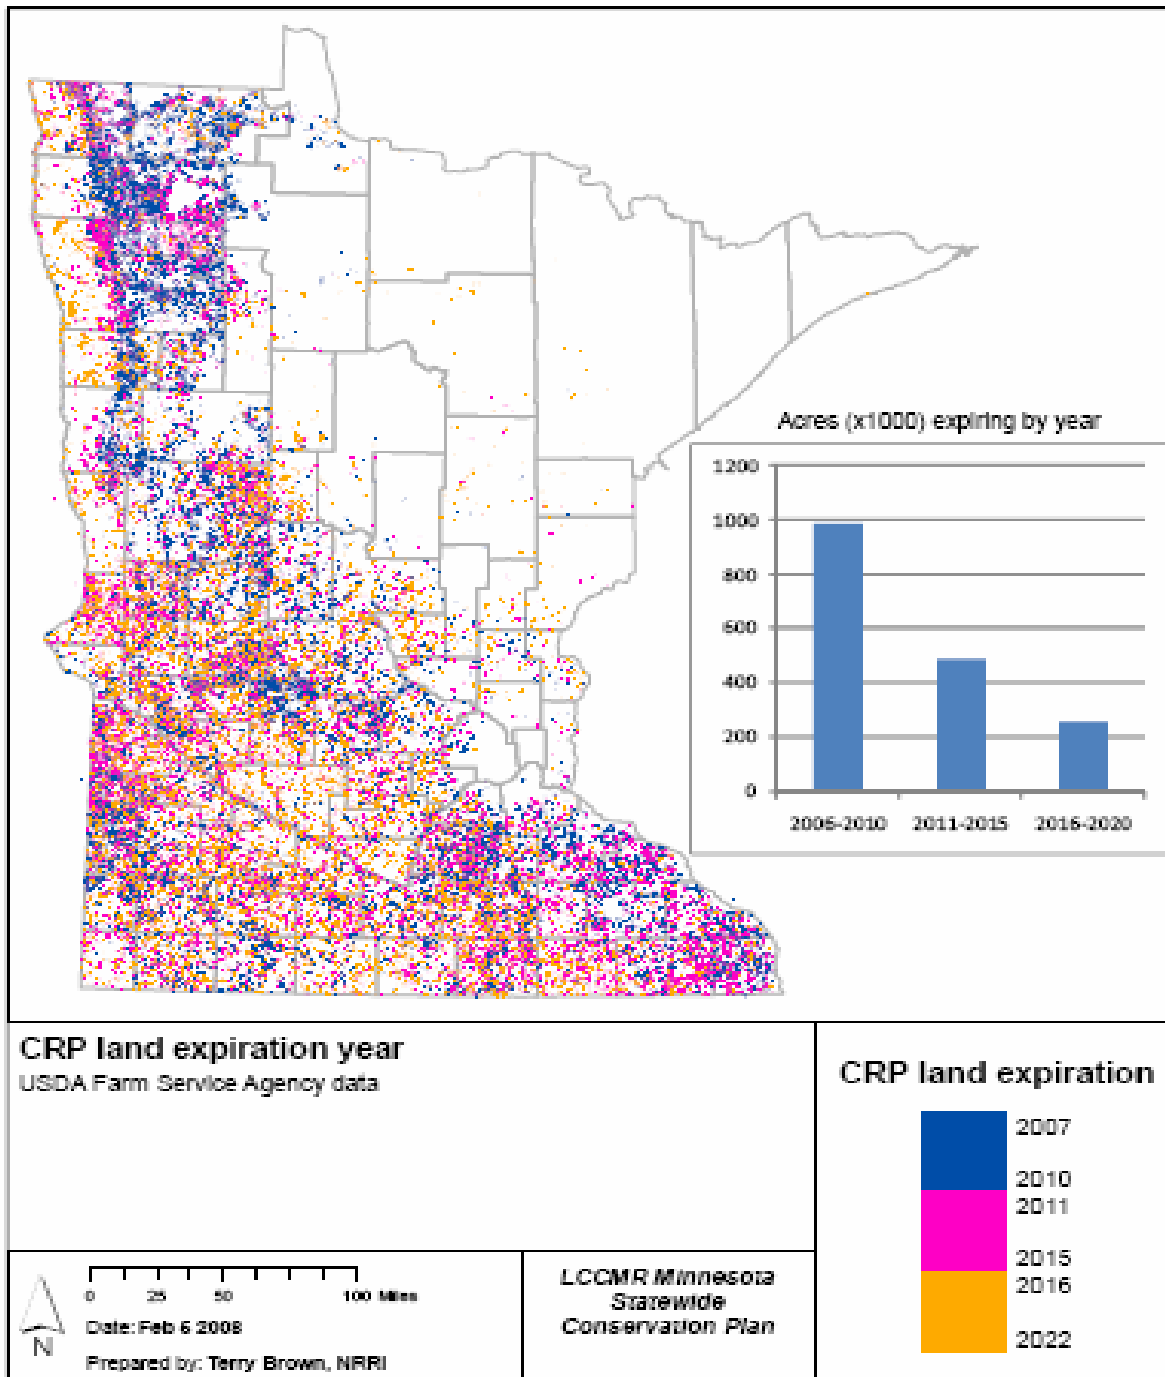 Acres (x1000) expiring by year
1200
1000
800
600
400
200
0
2006-2010 2011-2015 2016-2020
CRP land expiration year
USDA Farm Service Agency data
CRP land expiration
2007
2010
2011
2015
2016
2022
0 25 50 100 Miles
N
Date: Feb 6 2008
Prepared by: Terry Brown, NRRI
LCCMR Minnesota
Statewide
Conservation Plan